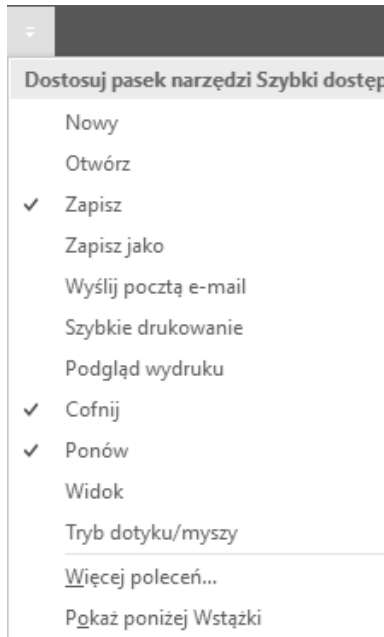 Dostosuj pasek narzędzi Szybki dostęp
Nowy
Otwórz
Zapisz
Zapisz jako
Wyślij pocztą e-mail
Szybkie drukowanie
Podgląd wydruku
Cofnij
Ponów
Widok
Tryb dotyku/myszy
Więcej poleceń...
Pokaż poniżej Wstążki